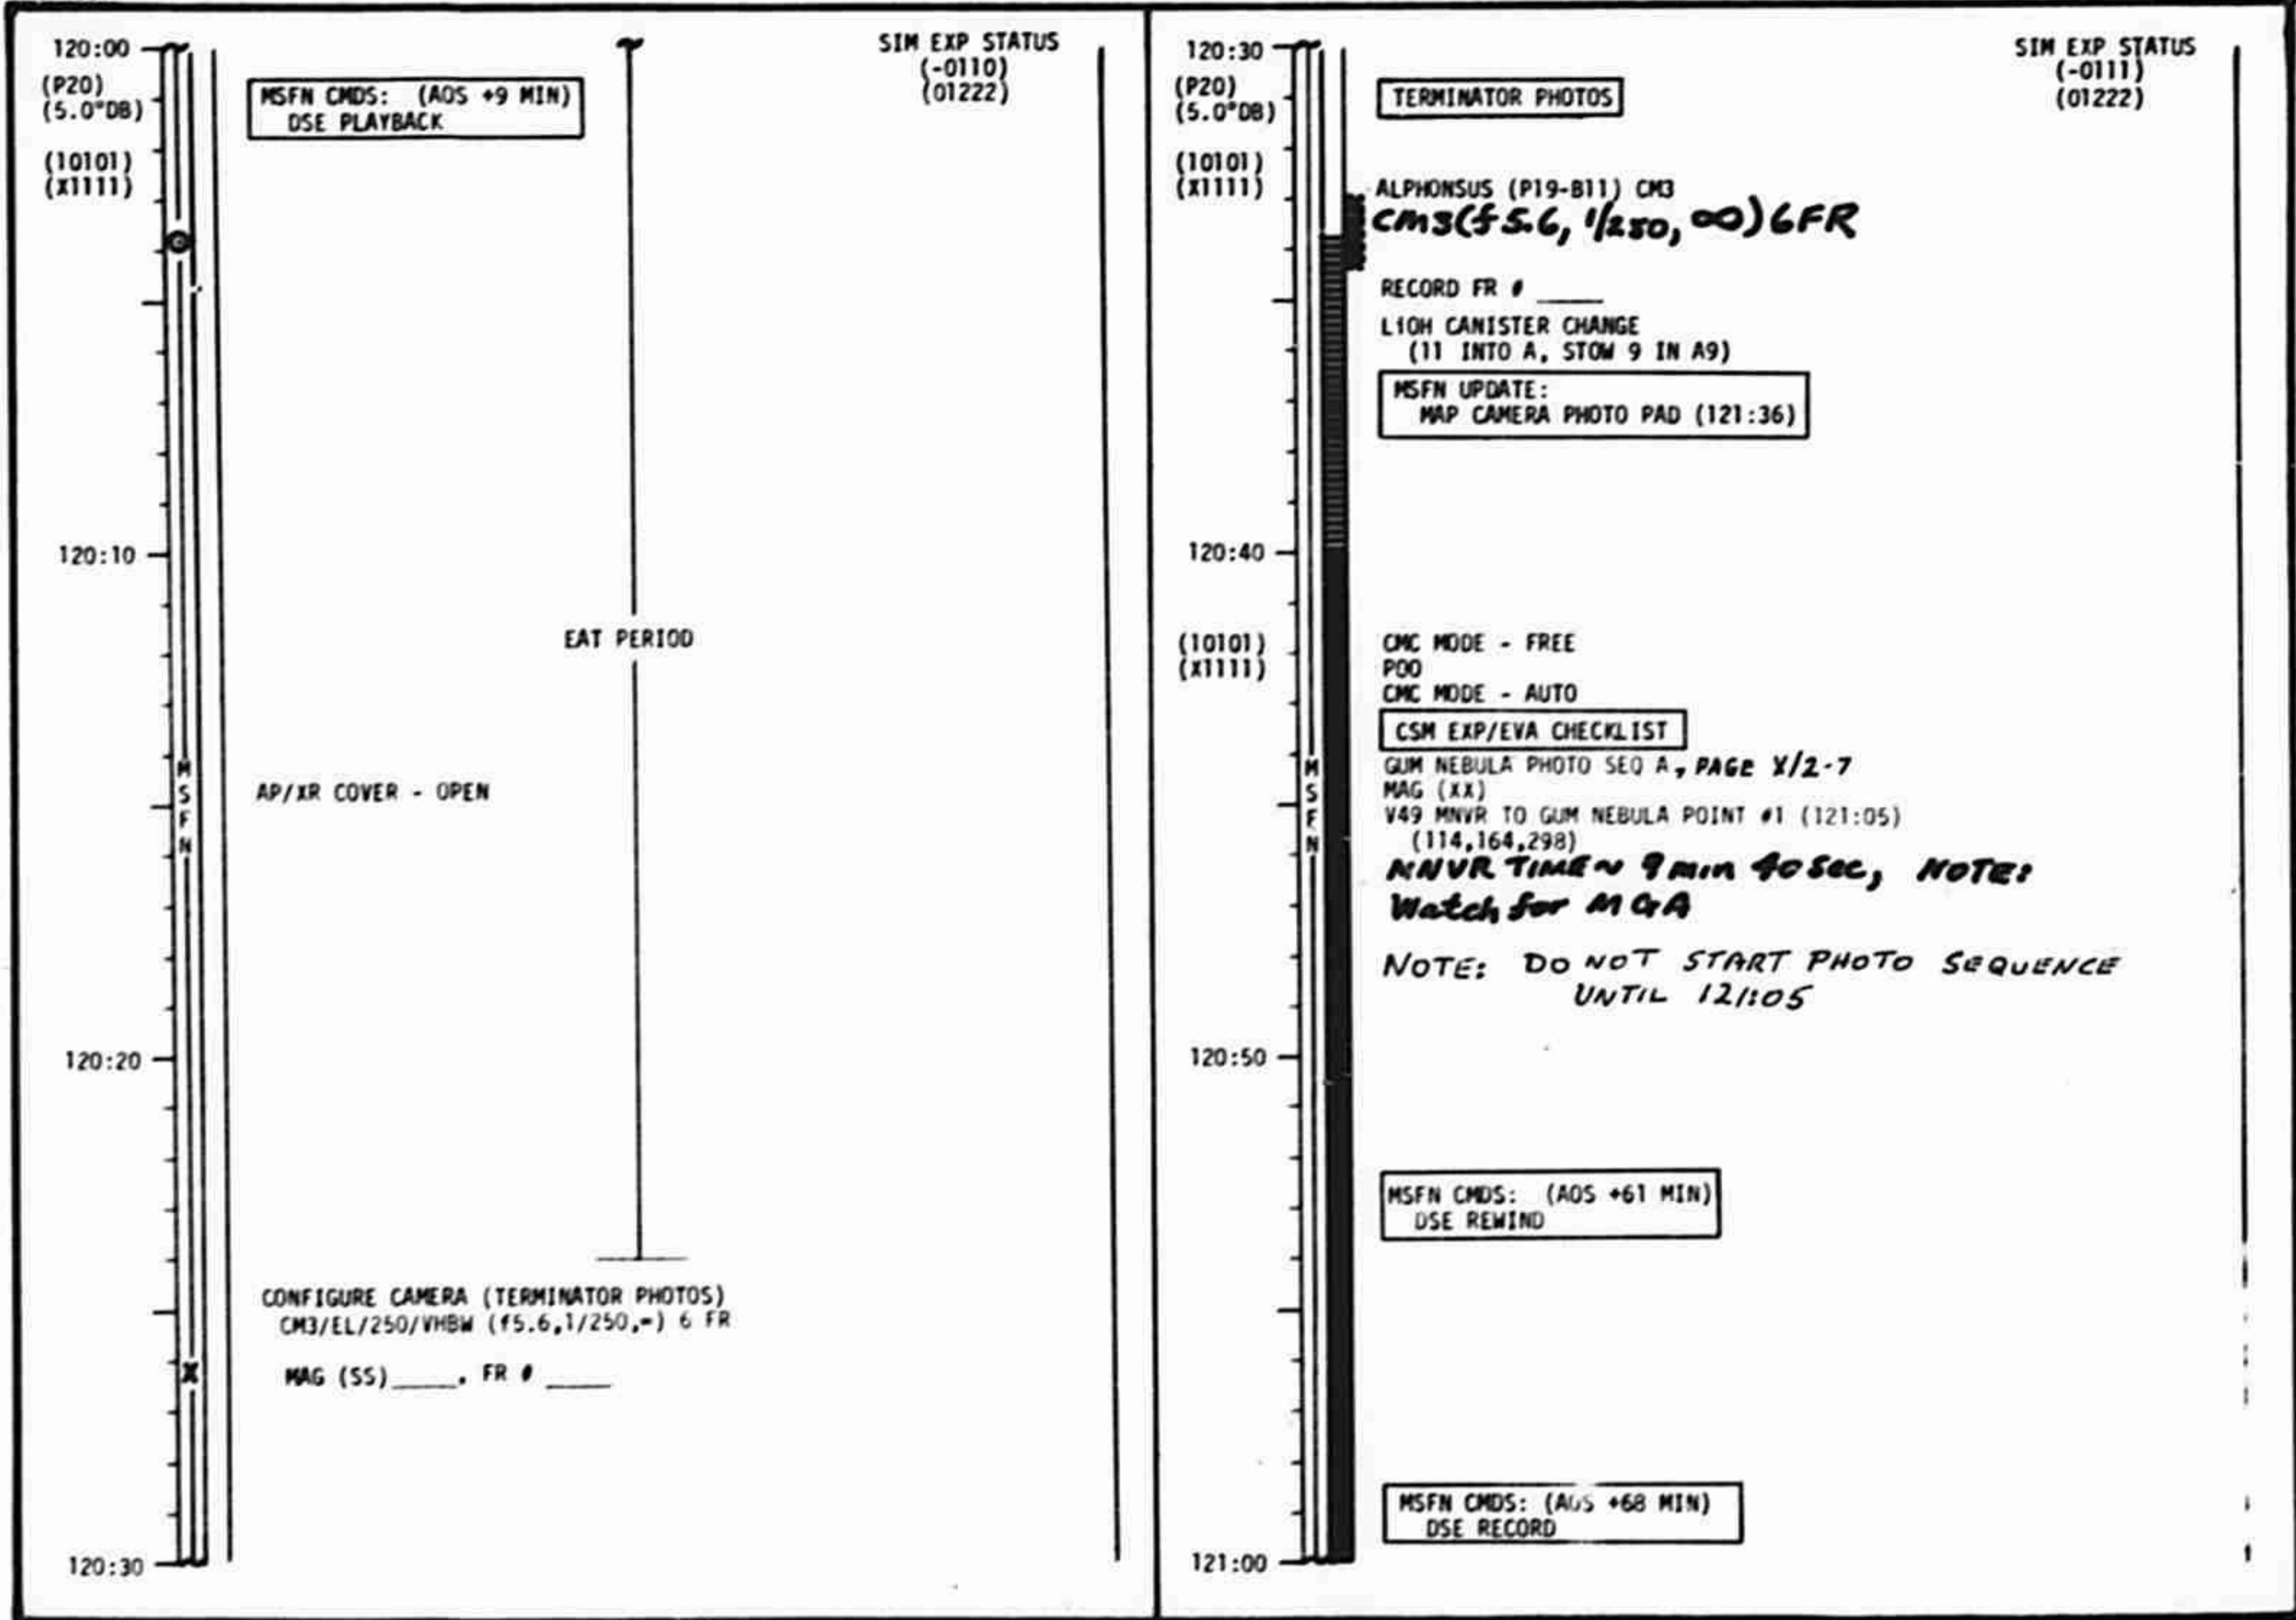 120:00
(P20)
(5.0°DB)
(10101)
(X1111)
SIM EXP STATUS
(-0110)
(01222)
MSFN CMDS: (AOS +9 MIN)
DSE PLAYBACK
120:10
EAT PERIOD
M
S
F
N
AP/XR COVER - OPEN
120:20
CONFIGURE CAMERA (TERMINATOR PHOTOS)
CM3/EL/250/VHBW (f5.6,1/250,∞) 6 FR
X
MAG (SS)_____, FR # _____
120:30
120:30
(P20)
(5.0°DB)
(10101)
(X1111)
SIM EXP STATUS
(-0111)
(01222)
TERMINATOR PHOTOS
ALPHONSUS (P19-B11) CM3
CM3(f5.6, 1/250, ∞) 6FR
RECORD FR # _____
LiOH CANISTER CHANGE
(11 INTO A, STOW 9 IN A9)
MSFN UPDATE:
MAP CAMERA PHOTO PAD (121:36)
120:40
(10101)
(X1111)
CMC MODE - FREE
P00
CMC MODE - AUTO
CSM EXP/EVA CHECKLIST
M
S
F
N
GUM NEBULA PHOTO SEQ A, PAGE X/2-7
MAG (XX)
V49 MNVR TO GUM NEBULA POINT #1 (121:05)
(114,164,298)
MNVR TIME ~ 9 min 40 sec, NOTE:
Watch for MGA
NOTE: DO NOT START PHOTO SEQUENCE
UNTIL 121:05
120:50
MSFN CMDS: (AOS +61 MIN)
DSE REWIND
MSFN CMDS: (AOS +68 MIN)
DSE RECORD
121:00